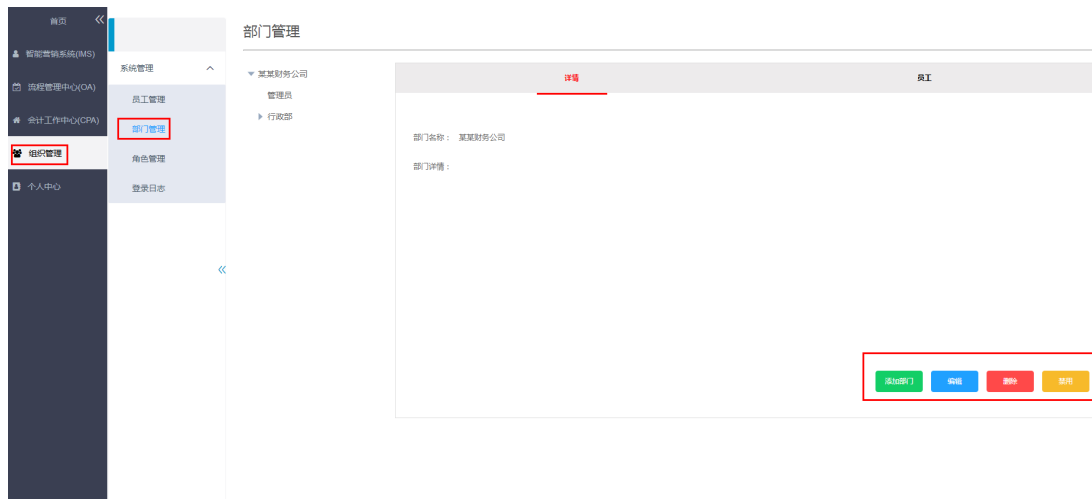 首页
智能营销系统(IMS)
流程管理中心(OA)
会计工作中心(CPA)
组织管理
个人中心
系统管理
员工管理
部门管理
角色管理
登录日志
部门管理
某某财务公司
管理员
行政部
详情
员工
部门名称： 某某财务公司
部门详情：
添加部门
编辑
删除
禁用